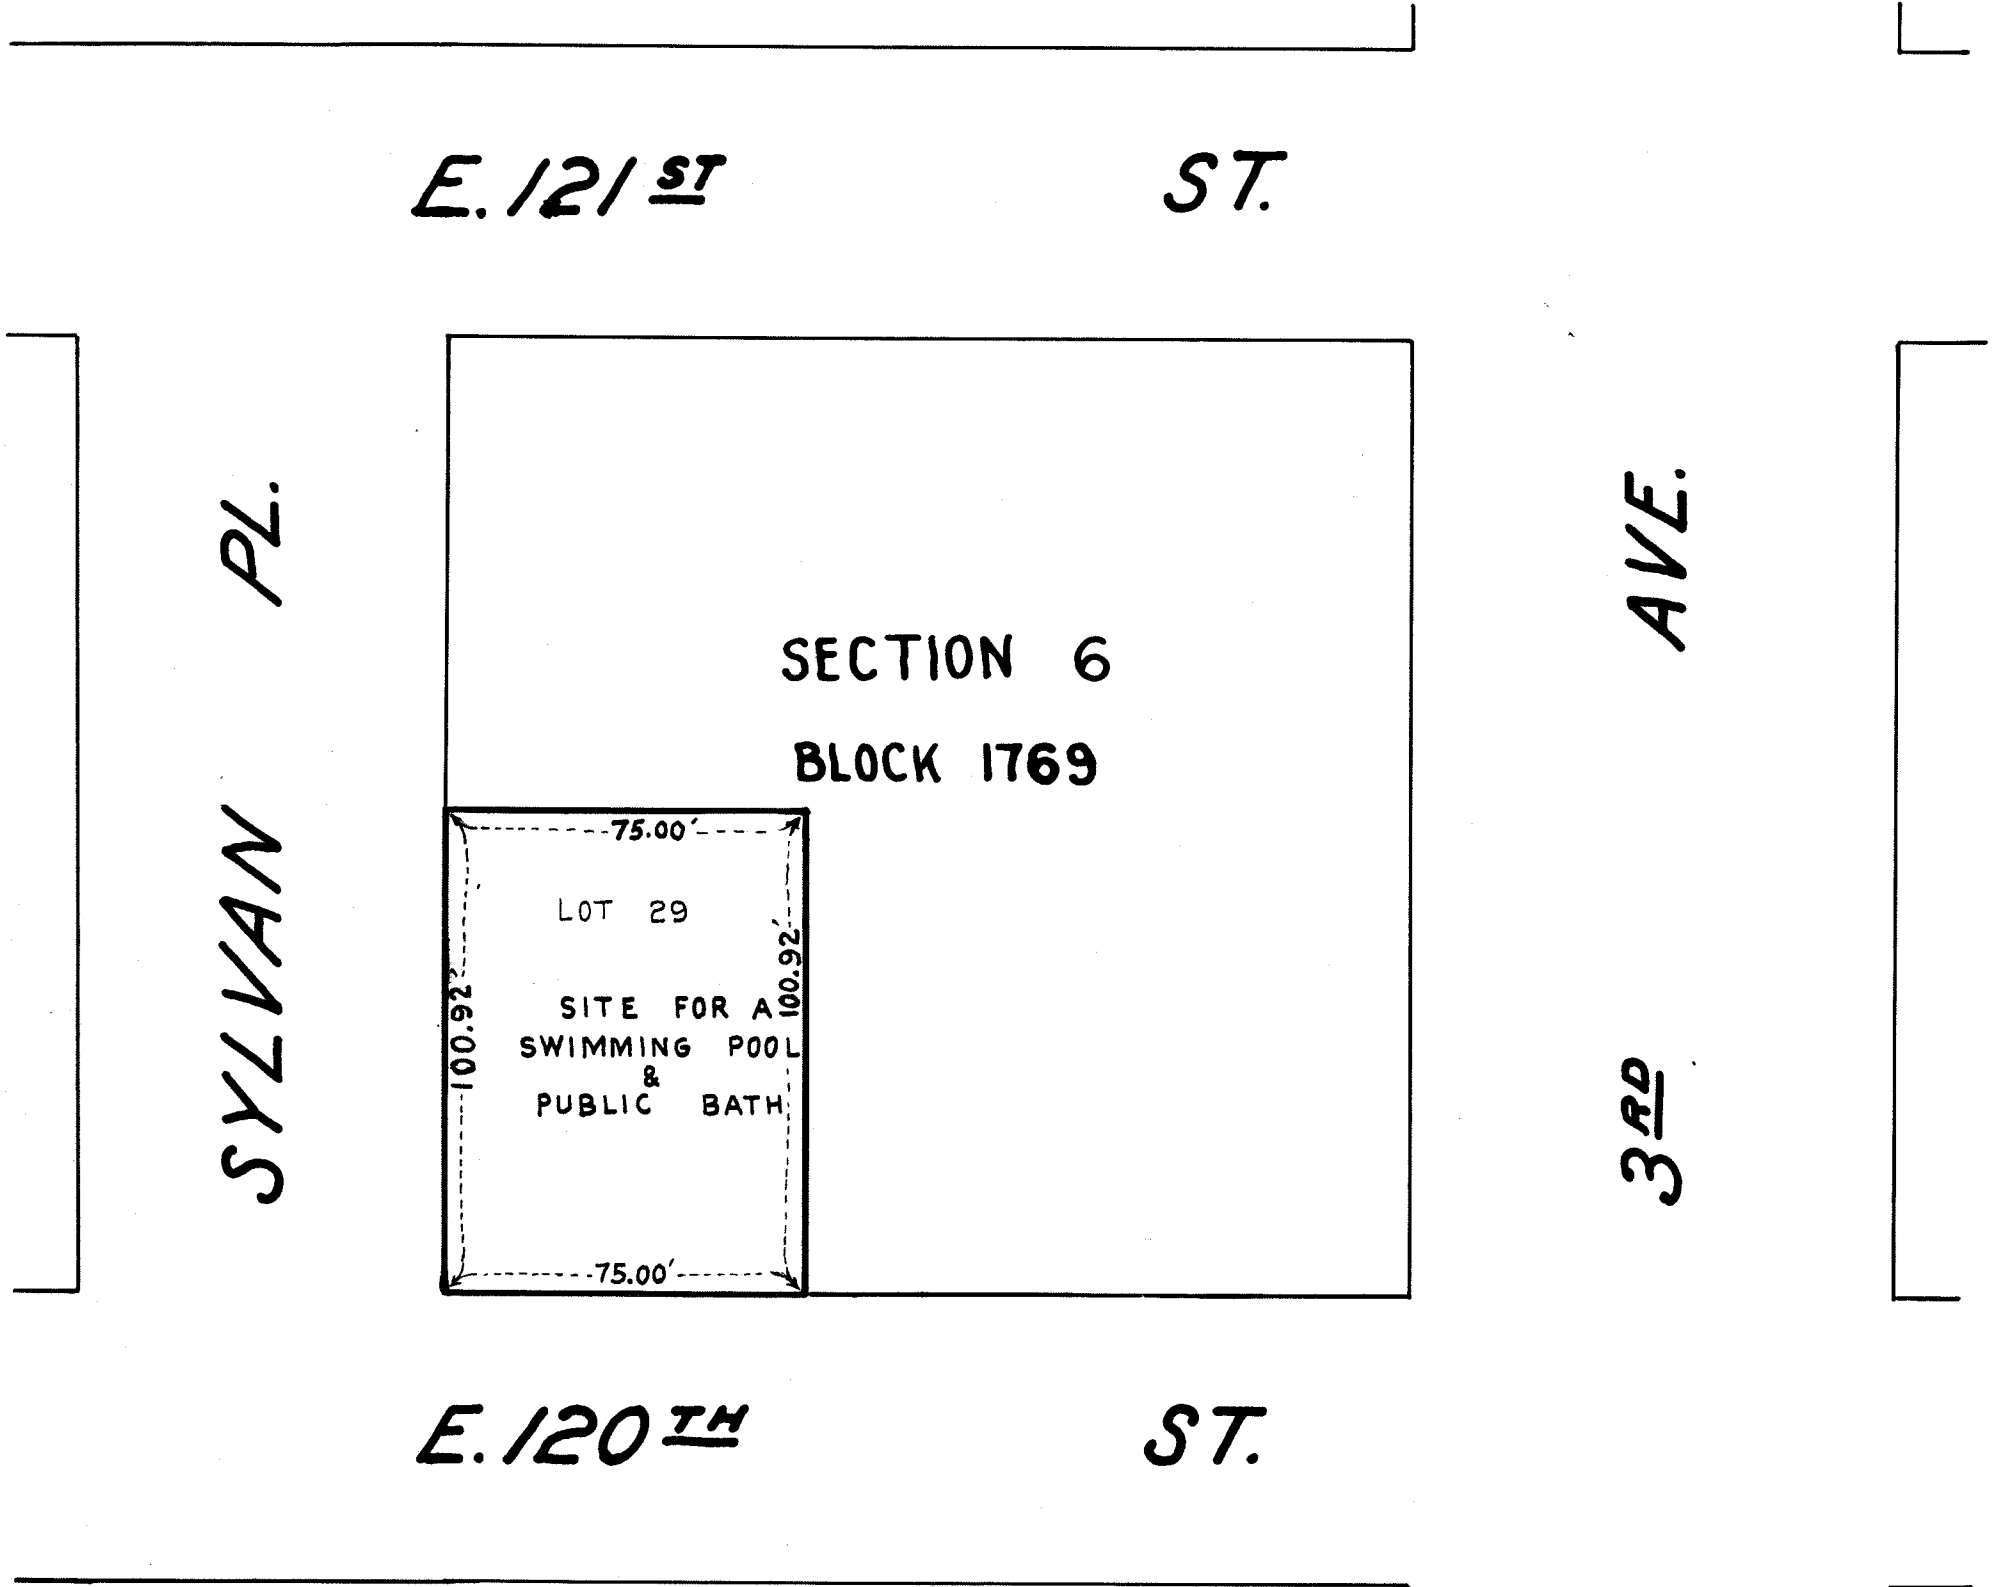 E. 121ST ST.
SYLVAN PL.
3RD AVE.
SECTION 6
BLOCK 1769
75.00'
LOT 29
100.92'
100.92'
SITE FOR A
SWIMMING POOL
&
PUBLIC BATH
75.00'
E. 120TH ST.